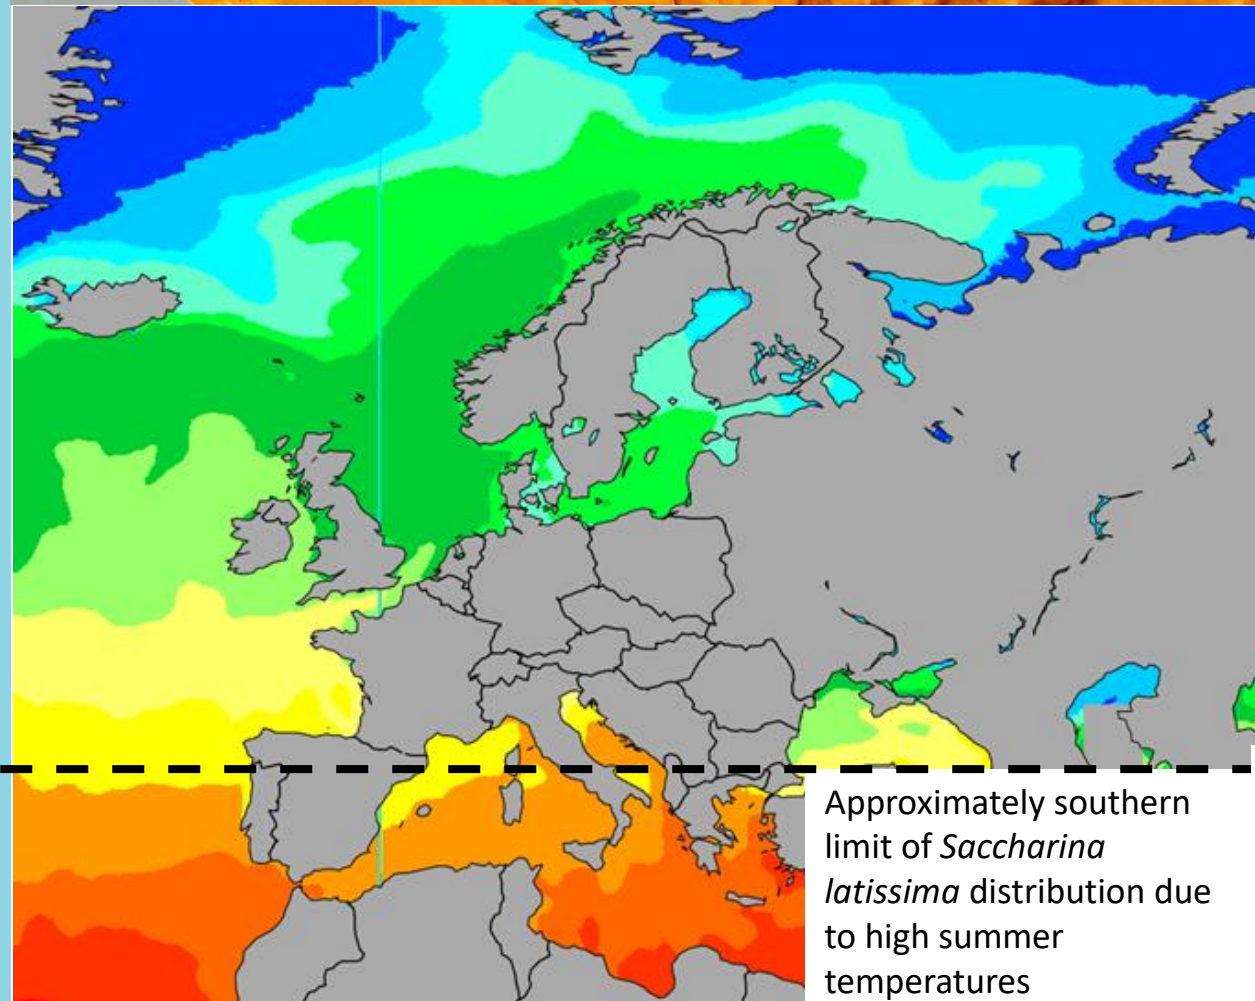 Approximately southern
limit of Saccharina
latissima distribution due
to high summer
temperatures